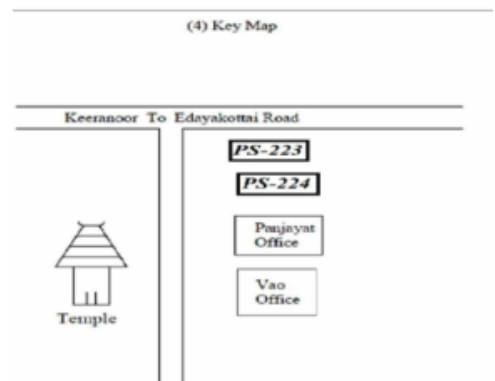 (4) Key Map
Keeranoor To Edayakottai Road
PS-223
PS-224
Panjayat
Office
Vao
Office
Temple